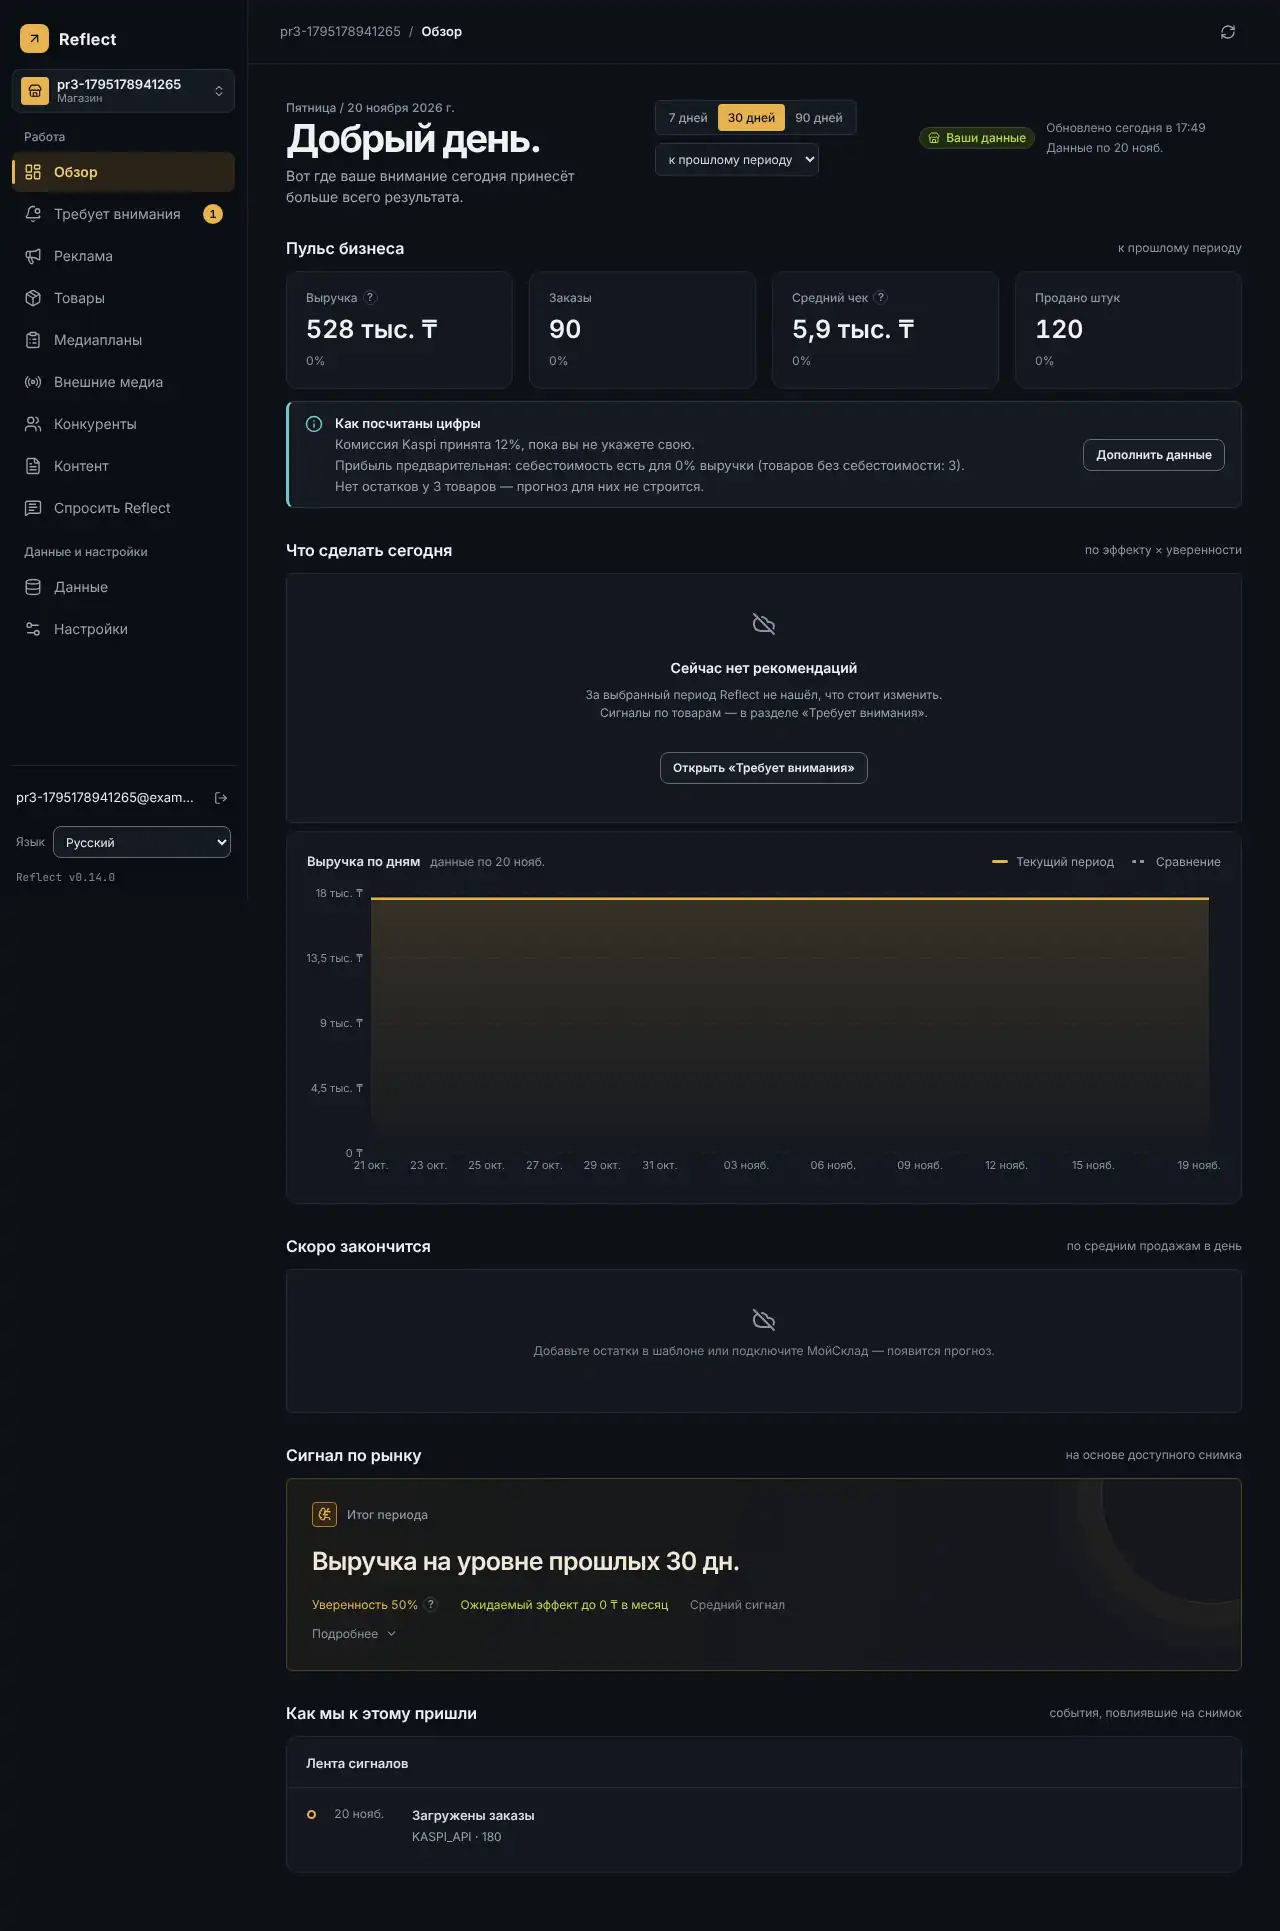 Reflect
pr3-1795178941265
Магазин
Работа
Обзор
Требует внимания 1
Реклама
Товары
Медиапланы
Внешние медиа
Конкуренты
Контент
Спросить Reflect
Данные и настройки
Данные
Настройки
pr3-1795178941265@exam...
Язык Русский
Reflect v0.14.0
pr3-1795178941265 / Обзор
Пятница / 20 ноября 2026 г.
Добрый день.
Вот где ваше внимание сегодня принесёт
больше всего результата.
7 дней 30 дней 90 дней
к прошлому периоду
Ваши данные
Обновлено сегодня в 17:49
Данные по 20 нояб.
Пульс бизнеса
к прошлому периоду
Выручка ?
528 тыс. ₸
0%
Заказы
90
0%
Средний чек ?
5,9 тыс. ₸
0%
Продано штук
120
0%
Как посчитаны цифры
Комиссия Kaspi принята 12%, пока вы не укажете свою.
Прибыль предварительная: себестоимость есть для 0% выручки (товаров без себестоимости: 3).
Нет остатков у 3 товаров — прогноз для них не строится.
Дополнить данные
Что сделать сегодня
по эффекту × уверенности
Сейчас нет рекомендаций
За выбранный период Reflect не нашёл, что стоит изменить.
Сигналы по товарам — в разделе «Требует внимания».
Открыть «Требует внимания»
Выручка по дням данные по 20 нояб.
Текущий период Сравнение
18 тыс. ₸
13,5 тыс. ₸
9 тыс. ₸
4,5 тыс. ₸
0 ₸
21 окт. 23 окт. 25 окт. 27 окт. 29 окт. 31 окт. 03 нояб. 06 нояб. 09 нояб. 12 нояб. 15 нояб. 19 нояб.
Скоро закончится
по средним продажам в день
Добавьте остатки в шаблоне или подключите МойСклад — появится прогноз.
Сигнал по рынку
на основе доступного снимка
Итог периода
Выручка на уровне прошлых 30 дн.
Уверенность 50% ? Ожидаемый эффект до 0 ₸ в месяц Средний сигнал
Подробнее
Как мы к этому пришли
события, повлиявшие на снимок
Лента сигналов
20 нояб. Загружены заказы
KASPI_API · 180